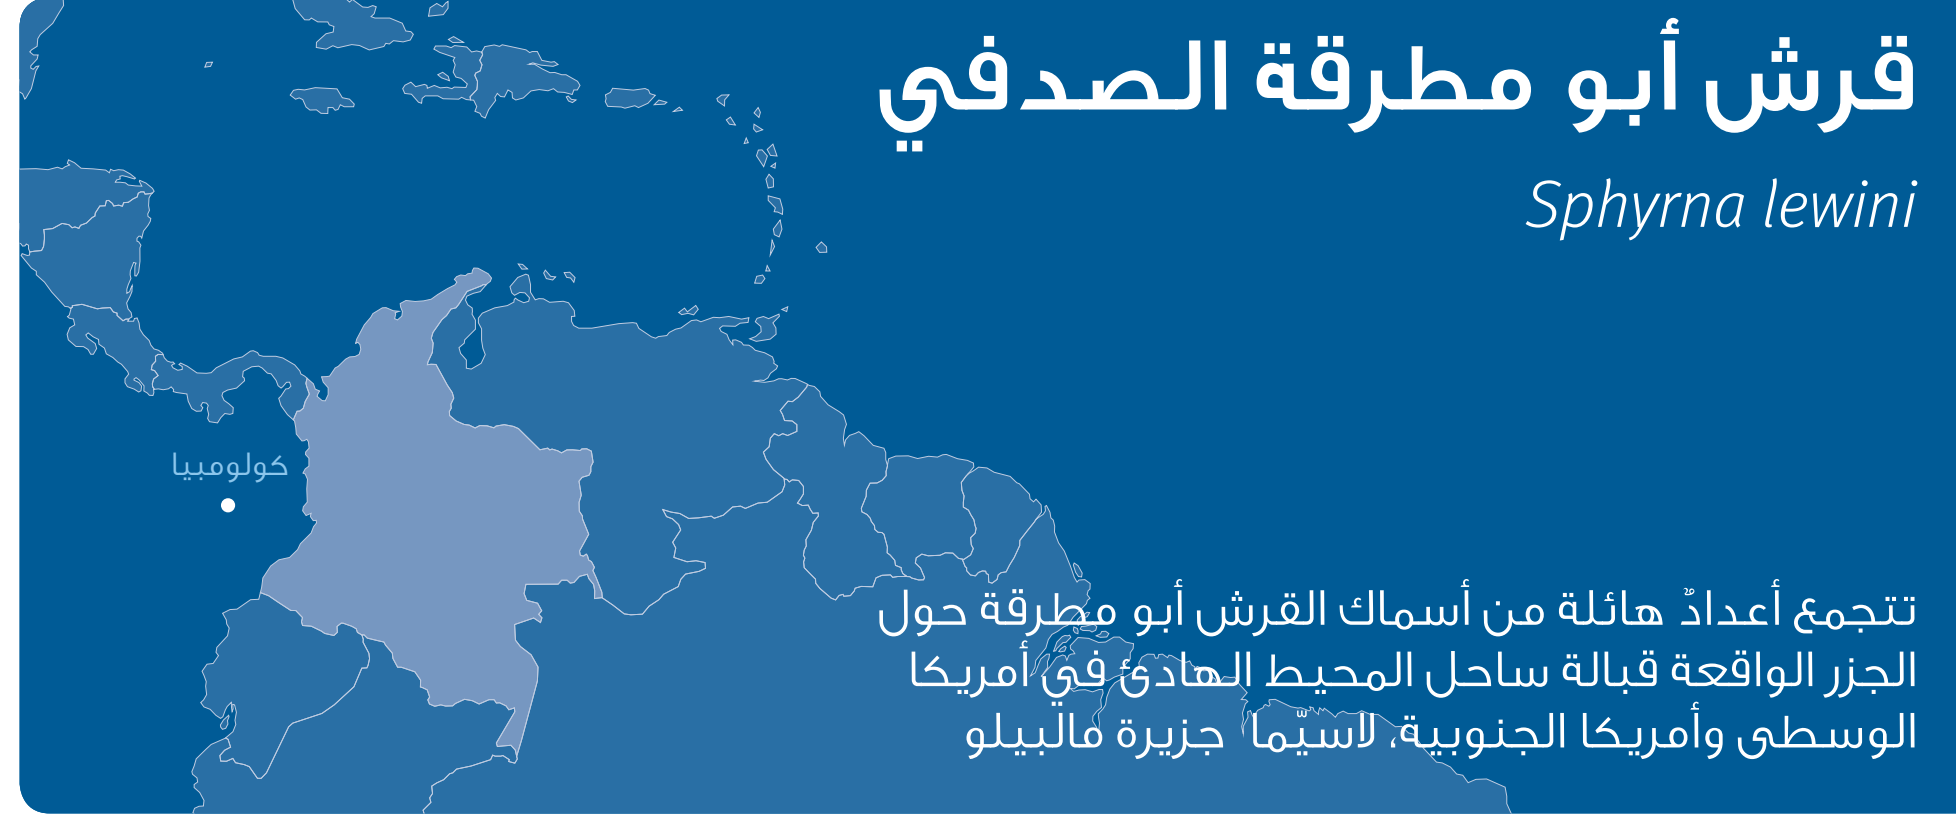 قرش أبو مطرقة الصدفي
Sphyrna lewini
كولومبيا
تتجمع أعدادٌ هائلة من أسماك القرش أبو مطرقة حول
الجزر الواقعة قبالة ساحل المحيط الهادئ في أمريكا
الوسطى وأمريكا الجنوبية، لاسيّما جزيرة مالبيلو